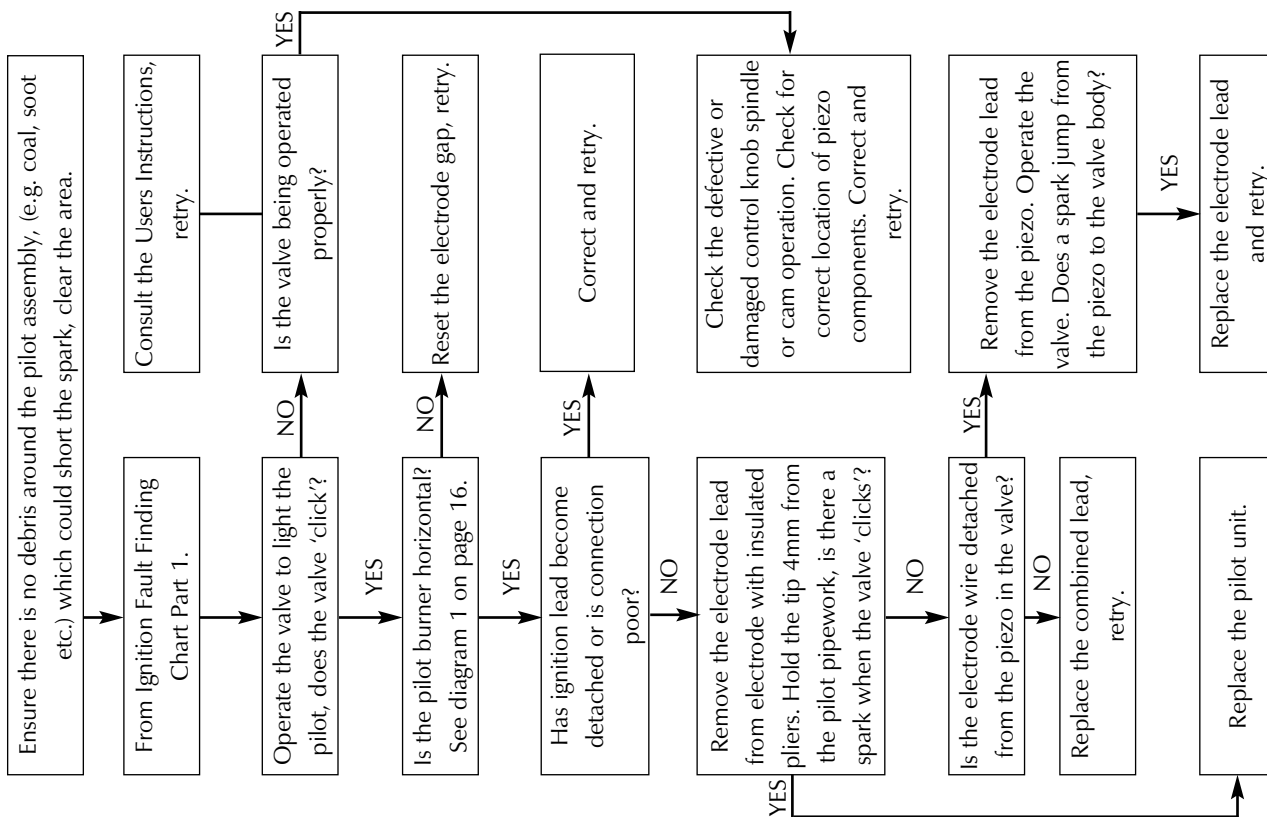 Ensure there is no debris around the pilot assembly, (e.g. coal, soot
etc.) which could short the spark, clear the area.
From Ignition Fault Finding
Chart Part 1.
Consult the Users Instructions,
retry.
Operate the valve to light the
pilot, does the valve ‘click’?
NO
Is the valve being operated
properly?
YES
YES
Is the pilot burner horizontal?
See diagram 1 on page 16.
NO
Reset the electrode gap, retry.
YES
Has ignition lead become
detached or is connection
poor?
YES
Correct and retry.
NO
Remove the electrode lead
from electrode with insulated
pliers. Hold the tip 4mm from
the pilot pipework, is there a
spark when the valve ‘clicks’?
YES
Check the defective or
damaged control knob spindle
or cam operation. Check for
correct location of piezo
components. Correct and
retry.
NO
Is the electrode wire detached
from the piezo in the valve?
YES
Remove the electrode lead
from the piezo. Operate the
valve. Does a spark jump from
the piezo to the valve body?
NO
Replace the combined lead,
retry.
YES
Replace the electrode lead
and retry.
Replace the pilot unit.